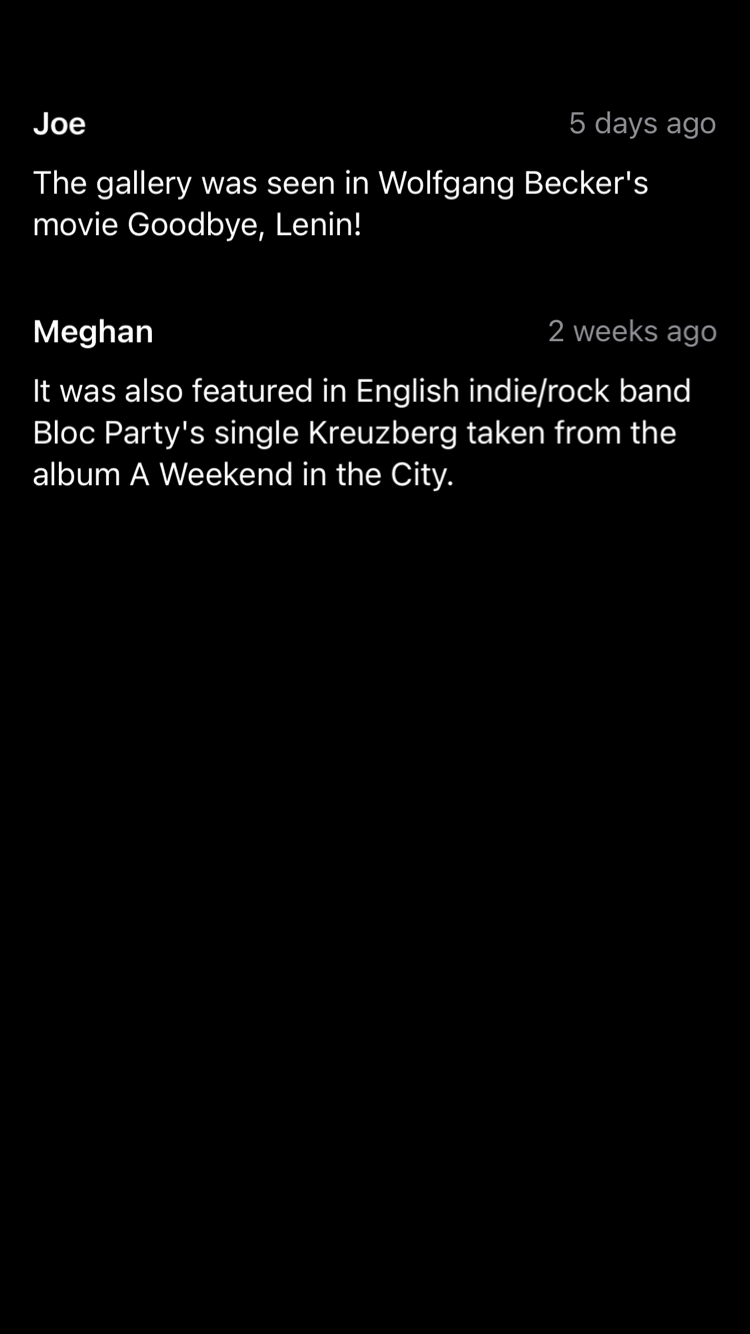 Joe 5 days ago
The gallery was seen in Wolfgang Becker's
movie Goodbye, Lenin!
Meghan 2 weeks ago
It was also featured in English indie/rock band
Bloc Party's single Kreuzberg taken from the
album A Weekend in the City.